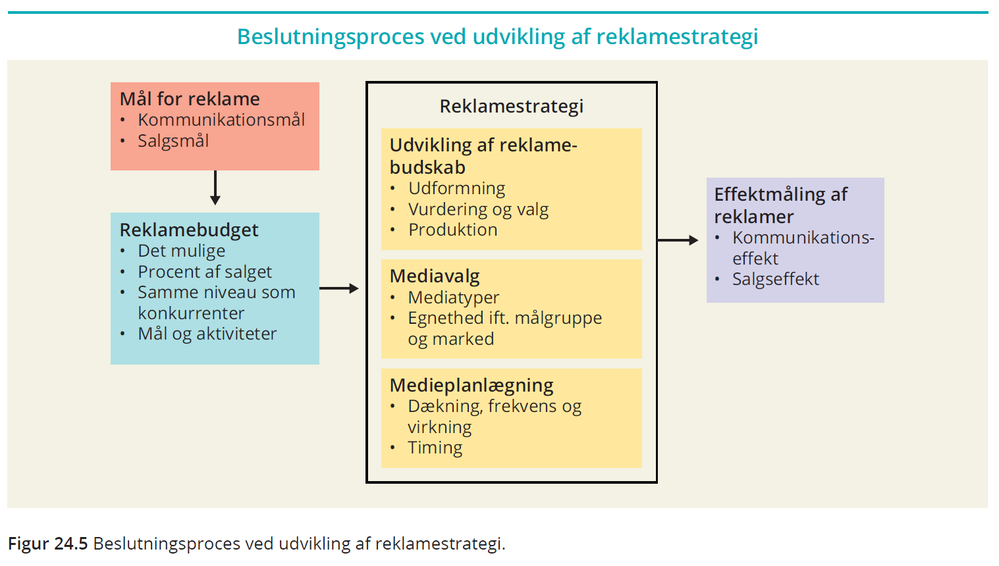 Beslutningsproces ved udvikling af reklamestrategi
Mål for reklame
• Kommunikationsmål
• Salgsmål
Reklamebudget
• Det mulige
• Procent af salget
• Samme niveau som
konkurrenter
• Mål og aktiviteter
Reklamestrategi
Udvikling af reklame-
budskab
• Udformning
• Vurdering og valg
• Produktion
Mediavalg
• Mediatyper
• Egnethed ift. målgruppe
og marked
Medieplanlægning
• Dækning, frekvens og
virkning
• Timing
Effektmåling af
reklamer
• Kommunikations-
effekt
• Salgseffekt
Figur 24.5 Beslutningsproces ved udvikling af reklamestrategi.